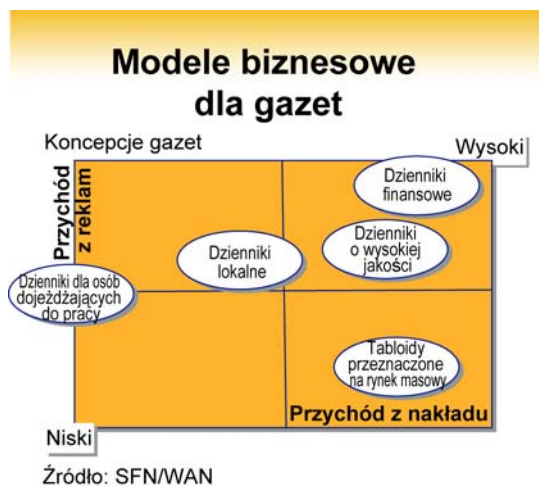 Modele biznesowe
dla gazet
Koncepcje gazet
Wysoki
Przychód
z reklam
Dzienniki
finansowe
Dzienniki
o wysokiej
jakości
Dzienniki
lokalne
Dzienniki dla osób
dojeżdżających
do pracy
Tabloidy
przeznaczone
na rynek masowy
Przychód z nakładu
Niski
Źródło: SFN/WAN